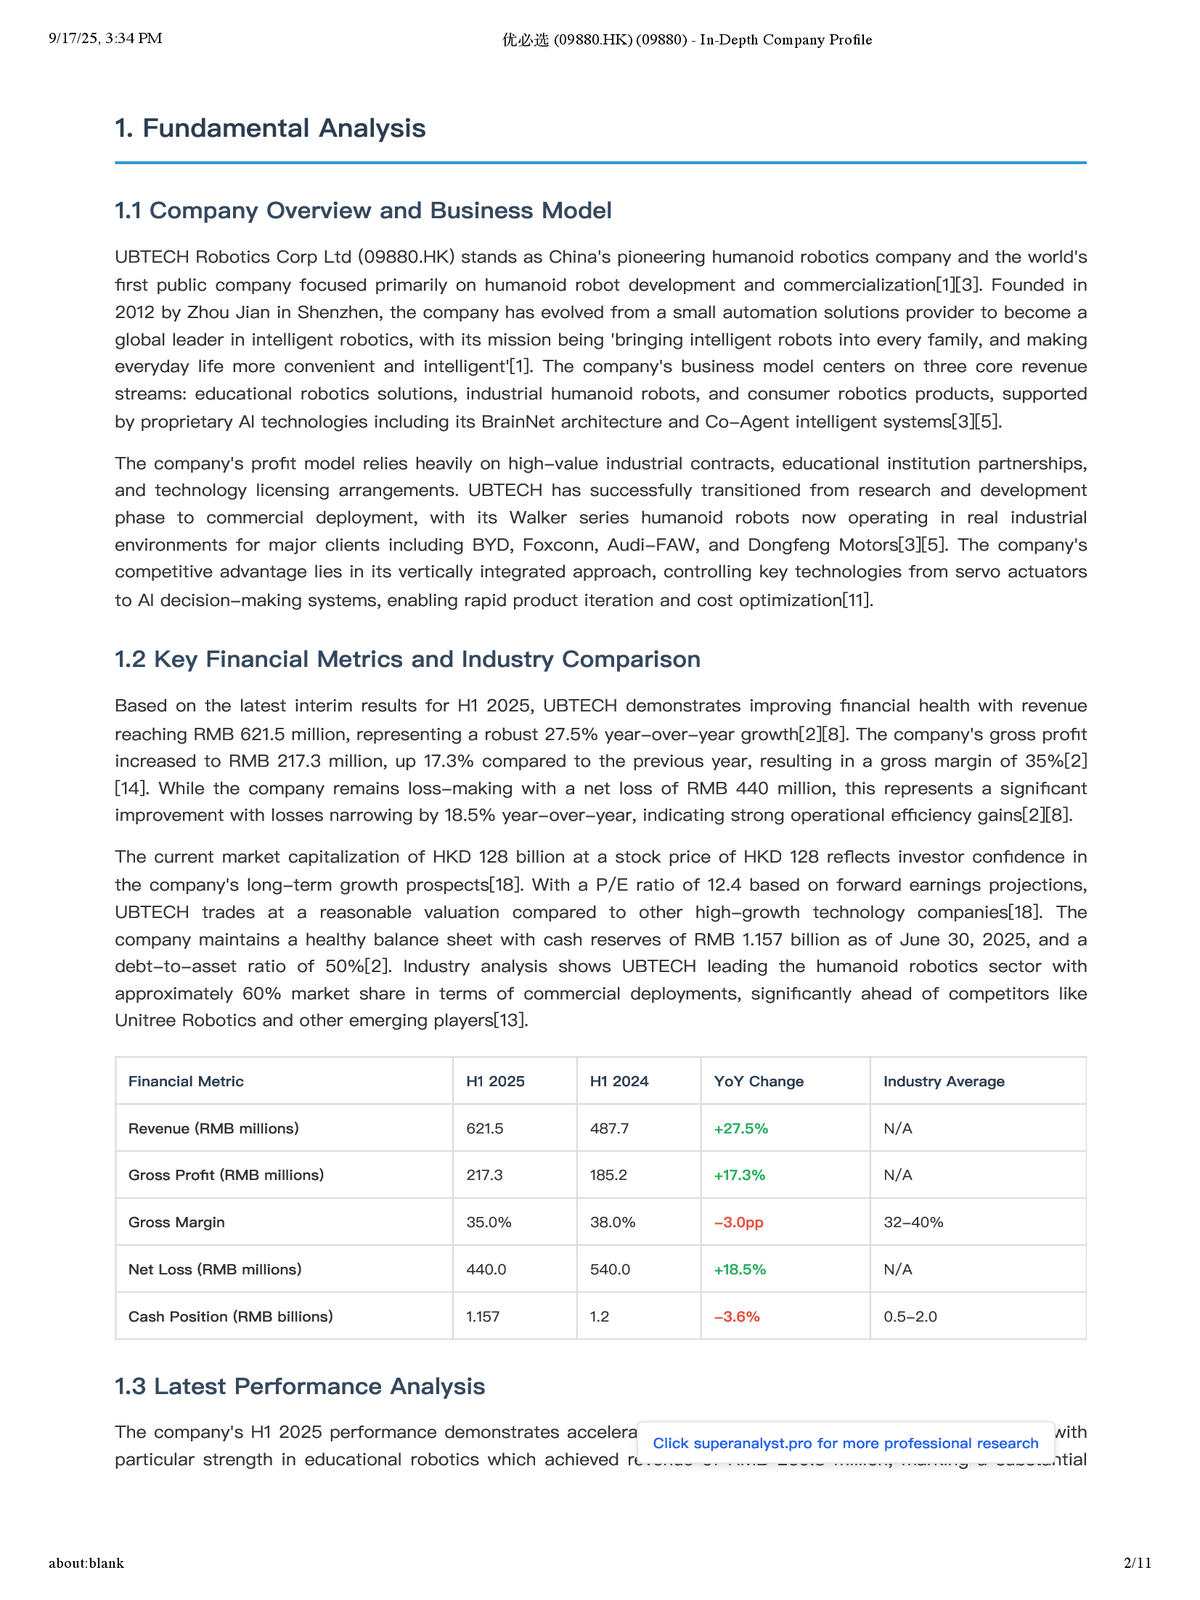 9/17/25, 3:34 PM
优必选 (09880.HK) (09880) - In-Depth Company Profile
1. Fundamental Analysis
1.1 Company Overview and Business Model
UBTECH Robotics Corp Ltd (09880.HK) stands as China's pioneering humanoid robotics company and the world's
first public company focused primarily on humanoid robot development and commercialization[1][3]. Founded in
2012 by Zhou Jian in Shenzhen, the company has evolved from a small automation solutions provider to become a
global leader in intelligent robotics, with its mission being 'bringing intelligent robots into every family, and making
everyday life more convenient and intelligent'[1]. The company's business model centers on three core revenue
streams: educational robotics solutions, industrial humanoid robots, and consumer robotics products, supported
by proprietary AI technologies including its BrainNet architecture and Co-Agent intelligent systems[3][5].
The company's profit model relies heavily on high-value industrial contracts, educational institution partnerships,
and technology licensing arrangements. UBTECH has successfully transitioned from research and development
phase to commercial deployment, with its Walker series humanoid robots now operating in real industrial
environments for major clients including BYD, Foxconn, Audi-FAW, and Dongfeng Motors[3][5]. The company's
competitive advantage lies in its vertically integrated approach, controlling key technologies from servo actuators
to AI decision-making systems, enabling rapid product iteration and cost optimization[11].
1.2 Key Financial Metrics and Industry Comparison
Based on the latest interim results for H1 2025, UBTECH demonstrates improving financial health with revenue
reaching RMB 621.5 million, representing a robust 27.5% year-over-year growth[2][8]. The company's gross profit
increased to RMB 217.3 million, up 17.3% compared to the previous year, resulting in a gross margin of 35%[2]
[14]. While the company remains loss-making with a net loss of RMB 440 million, this represents a significant
improvement with losses narrowing by 18.5% year-over-year, indicating strong operational efficiency gains[2][8].
The current market capitalization of HKD 128 billion at a stock price of HKD 128 reflects investor confidence in
the company's long-term growth prospects[18]. With a P/E ratio of 12.4 based on forward earnings projections,
UBTECH trades at a reasonable valuation compared to other high-growth technology companies[18]. The
company maintains a healthy balance sheet with cash reserves of RMB 1.157 billion as of June 30, 2025, and a
debt-to-asset ratio of 50%[2]. Industry analysis shows UBTECH leading the humanoid robotics sector with
approximately 60% market share in terms of commercial deployments, significantly ahead of competitors like
Unitree Robotics and other emerging players[13].
Financial Metric H1 2025 H1 2024 YoY Change Industry Average
Revenue (RMB millions) 621.5 487.7 +27.5% N/A
Gross Profit (RMB millions) 217.3 185.2 +17.3% N/A
Gross Margin 35.0% 38.0% -3.0pp 32-40%
Net Loss (RMB millions) 440.0 540.0 +18.5% N/A
Cash Position (RMB billions) 1.157 1.2 -3.6% 0.5-2.0
1.3 Latest Performance Analysis
The company's H1 2025 performance demonstrates with
particular strength in educational robotics which achieved
Click superanalyst.pro for more professional research
about:blank
2/11